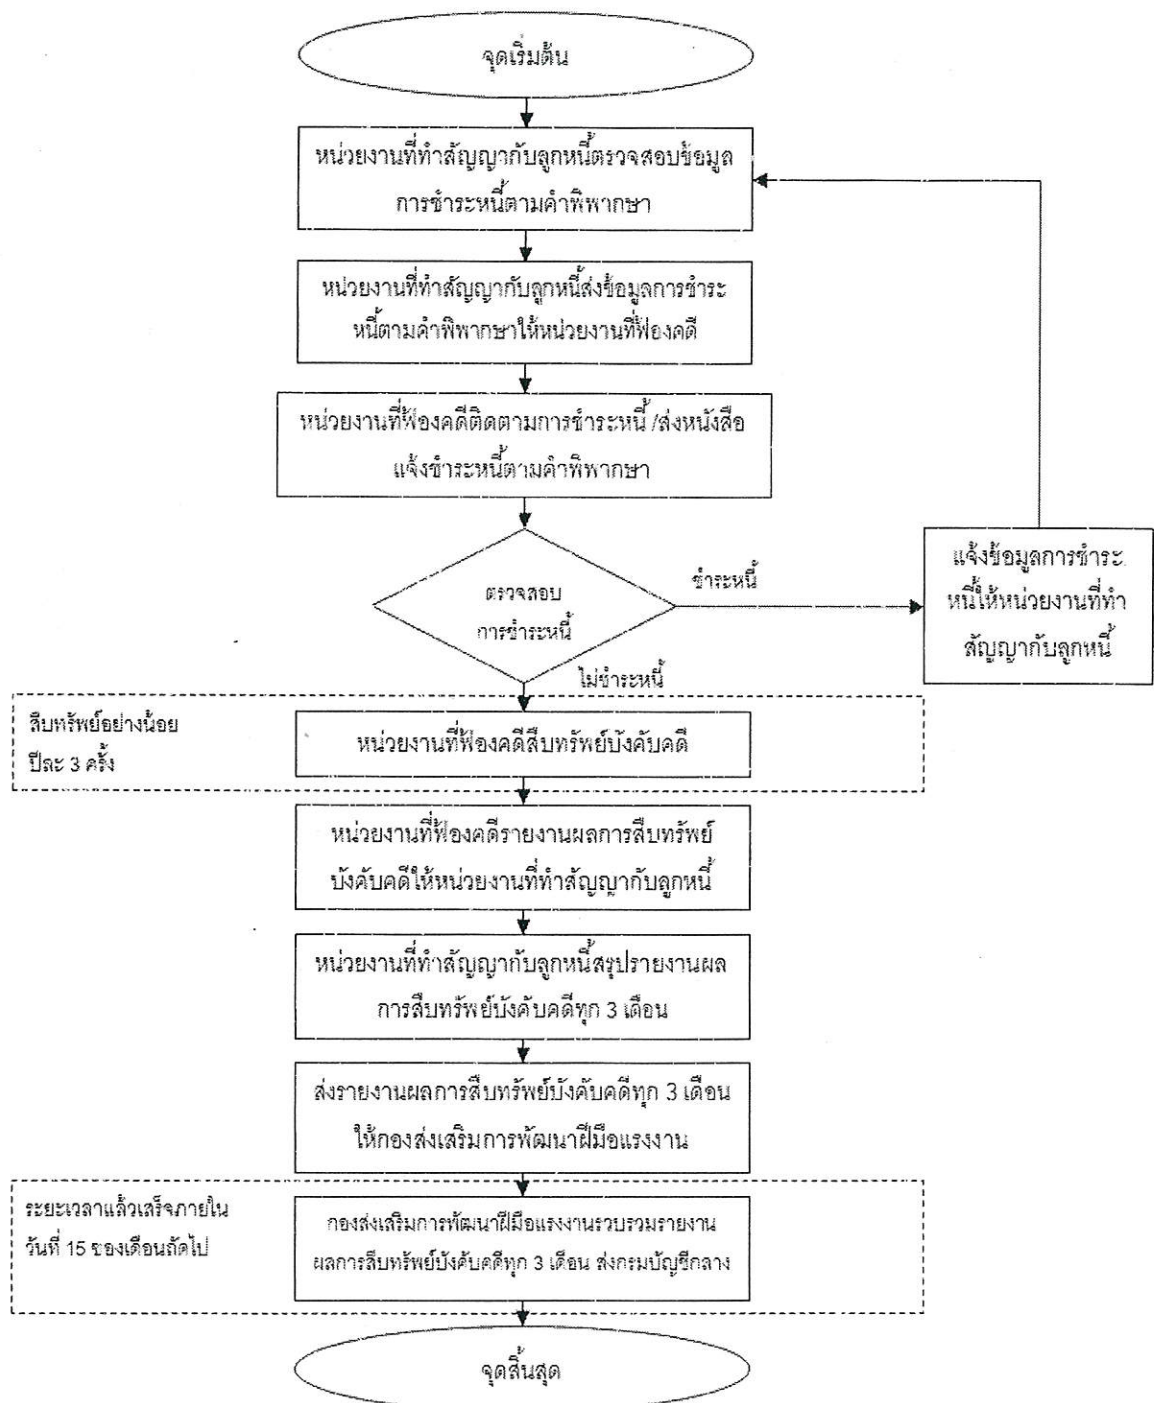 จุดเริ่มต้น
หน่วยงานที่ทำสัญญากับลูกหนี้ตรวจสอบข้อมูล
การชำระหนี้ตามคำพิพากษา
หน่วยงานที่ทำสัญญากับลูกหนี้ส่งข้อมูลการชำระ
หนี้ตามคำพิพากษาให้หน่วยงานที่ฟ้องคดี
หน่วยงานที่ฟ้องคดีติดตามการชำระหนี้ /ส่งหนังสือ
แจ้งชำระหนี้ตามคำพิพากษา
ตรวจสอบ
การชำระหนี้
ชำระหนี้
แจ้งข้อมูลการชำระ
หนี้ให้หน่วยงานที่ทำ
สัญญากับลูกหนี้
ไม่ชำระหนี้
สืบทรัพย์อย่างน้อย
ปีละ 3 ครั้ง
หน่วยงานที่ฟ้องคดีสืบทรัพย์บังคับคดี
หน่วยงานที่ฟ้องคดีรายงานผลการสืบทรัพย์
บังคับคดีให้หน่วยงานที่ทำสัญญากับลูกหนี้
หน่วยงานที่ทำสัญญากับลูกหนี้สรุปรายงานผล
การสืบทรัพย์บังคับคดีทุก 3 เดือน
ส่งรายงานผลการสืบทรัพย์บังคับคดีทุก 3 เดือน
ให้กองส่งเสริมการพัฒนาฝีมือแรงงาน
ระยะเวลาแล้วเสร็จภายใน
วันที่ 15 ของเดือนถัดไป
กองส่งเสริมการพัฒนาฝีมือแรงงานรวบรวมรายงาน
ผลการสืบทรัพย์บังคับคดีทุก 3 เดือน ส่งกรมบัญชีกลาง
จุดสิ้นสุด